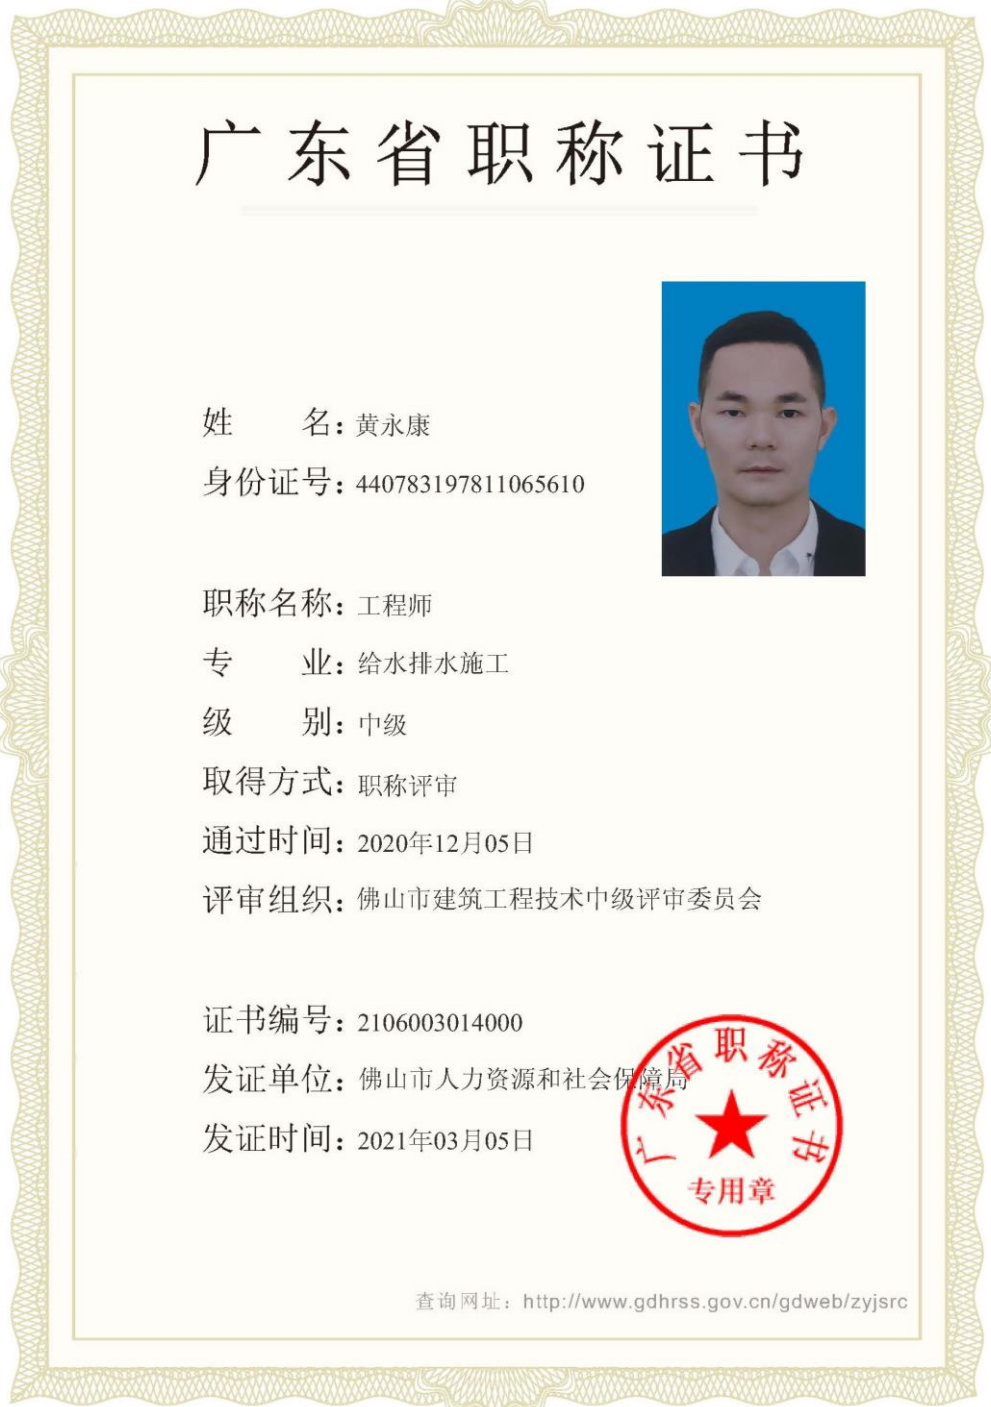 广东省职称证书
姓 名：黄永康
身份证号：440783197811065610
职称名称：工程师
专 业：给水排水施工
级 别：中级
取得方式：职称评审
通过时间：2020年12月05日
评审组织：佛山市建筑工程技术中级评审委员会
证书编号：2106003014000
发证单位：佛山市人力资源和社会保障局
发证时间：2021年03月05日
广东省职称证书
专用章
查询网址：http://www.gdhrss.gov.cn/gdweb/zyjsrc